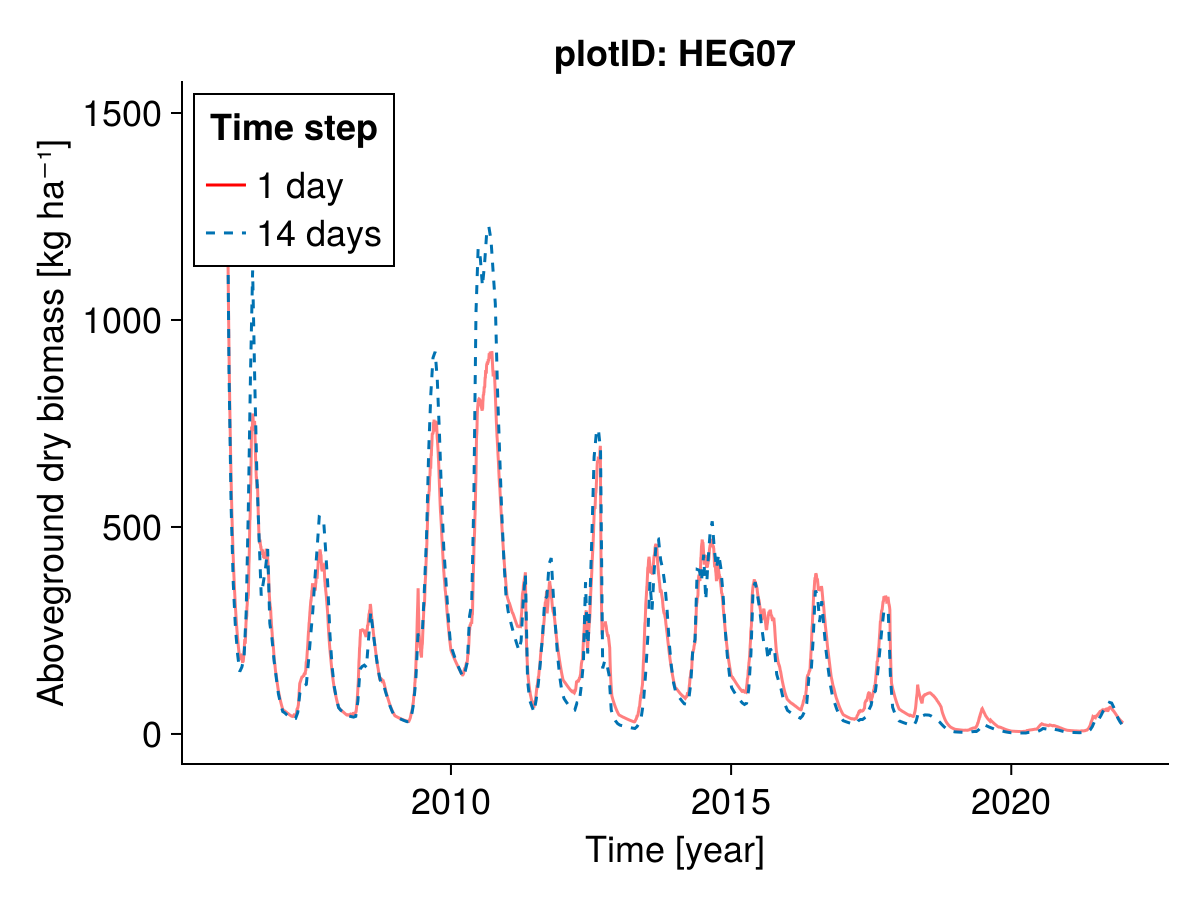 plotID: HEG07
Time step
1 day
14 days
1500
1000
500
0
Aboveground dry biomass [kg ha⁻¹]
2010 2015 2020
Time [year]